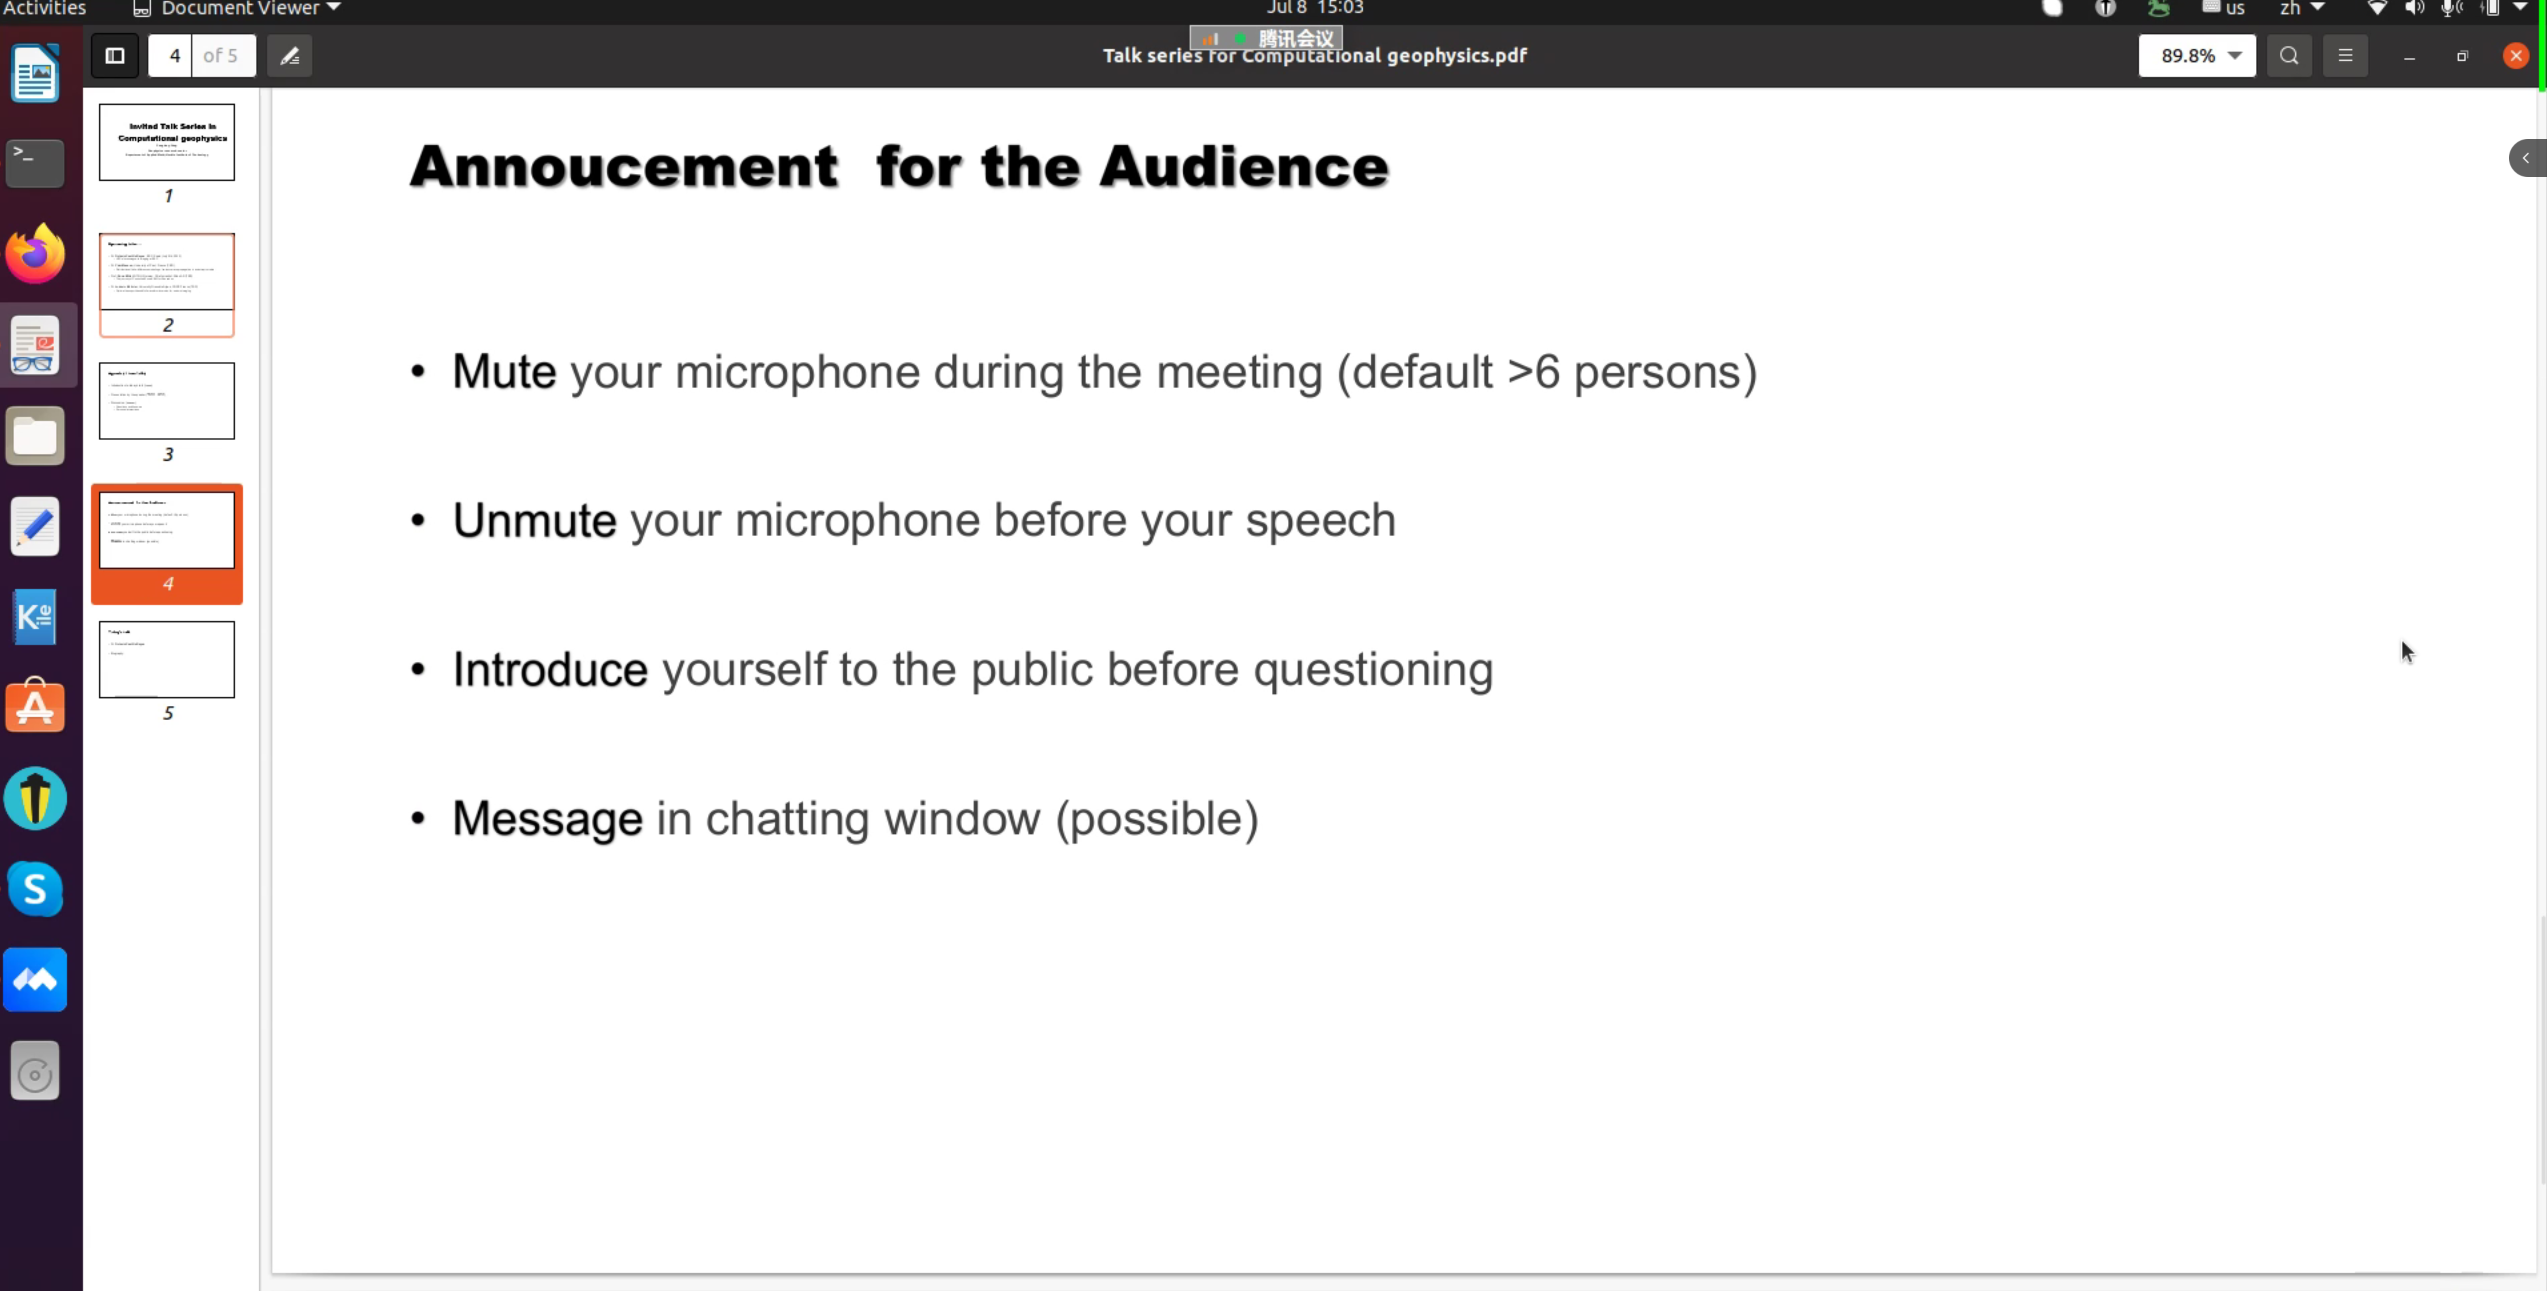 Activities
Document Viewer
Jul 8 15:03
us
zh
4
of 5
腾讯会议
Talk series for Computational geophysics.pdf
89.8%
Invited Talk Series in
Computational geophysics
1
2
3
4
5
Annoucement for the Audience
• Mute your microphone during the meeting (default >6 persons)
• Unmute your microphone before your speech
• Introduce yourself to the public before questioning
• Message in chatting window (possible)